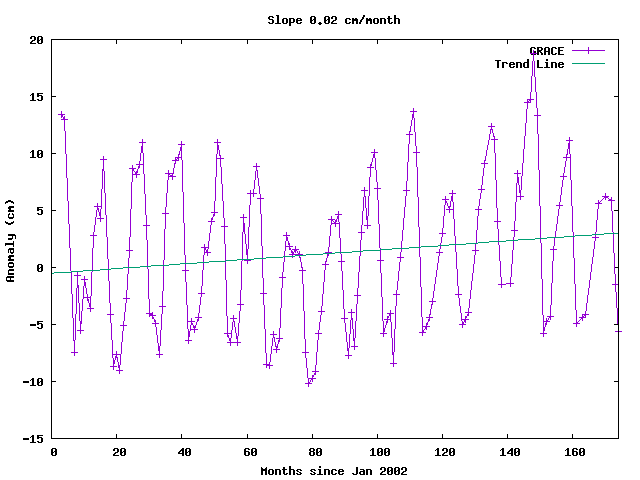 Slope 0.02 cm/month
GRACE
Trend Line
20
15
10
5
0
-5
-10
-15
Anomaly (cm)
0 20 40 60 80 100 120 140 160
Months since Jan 2002